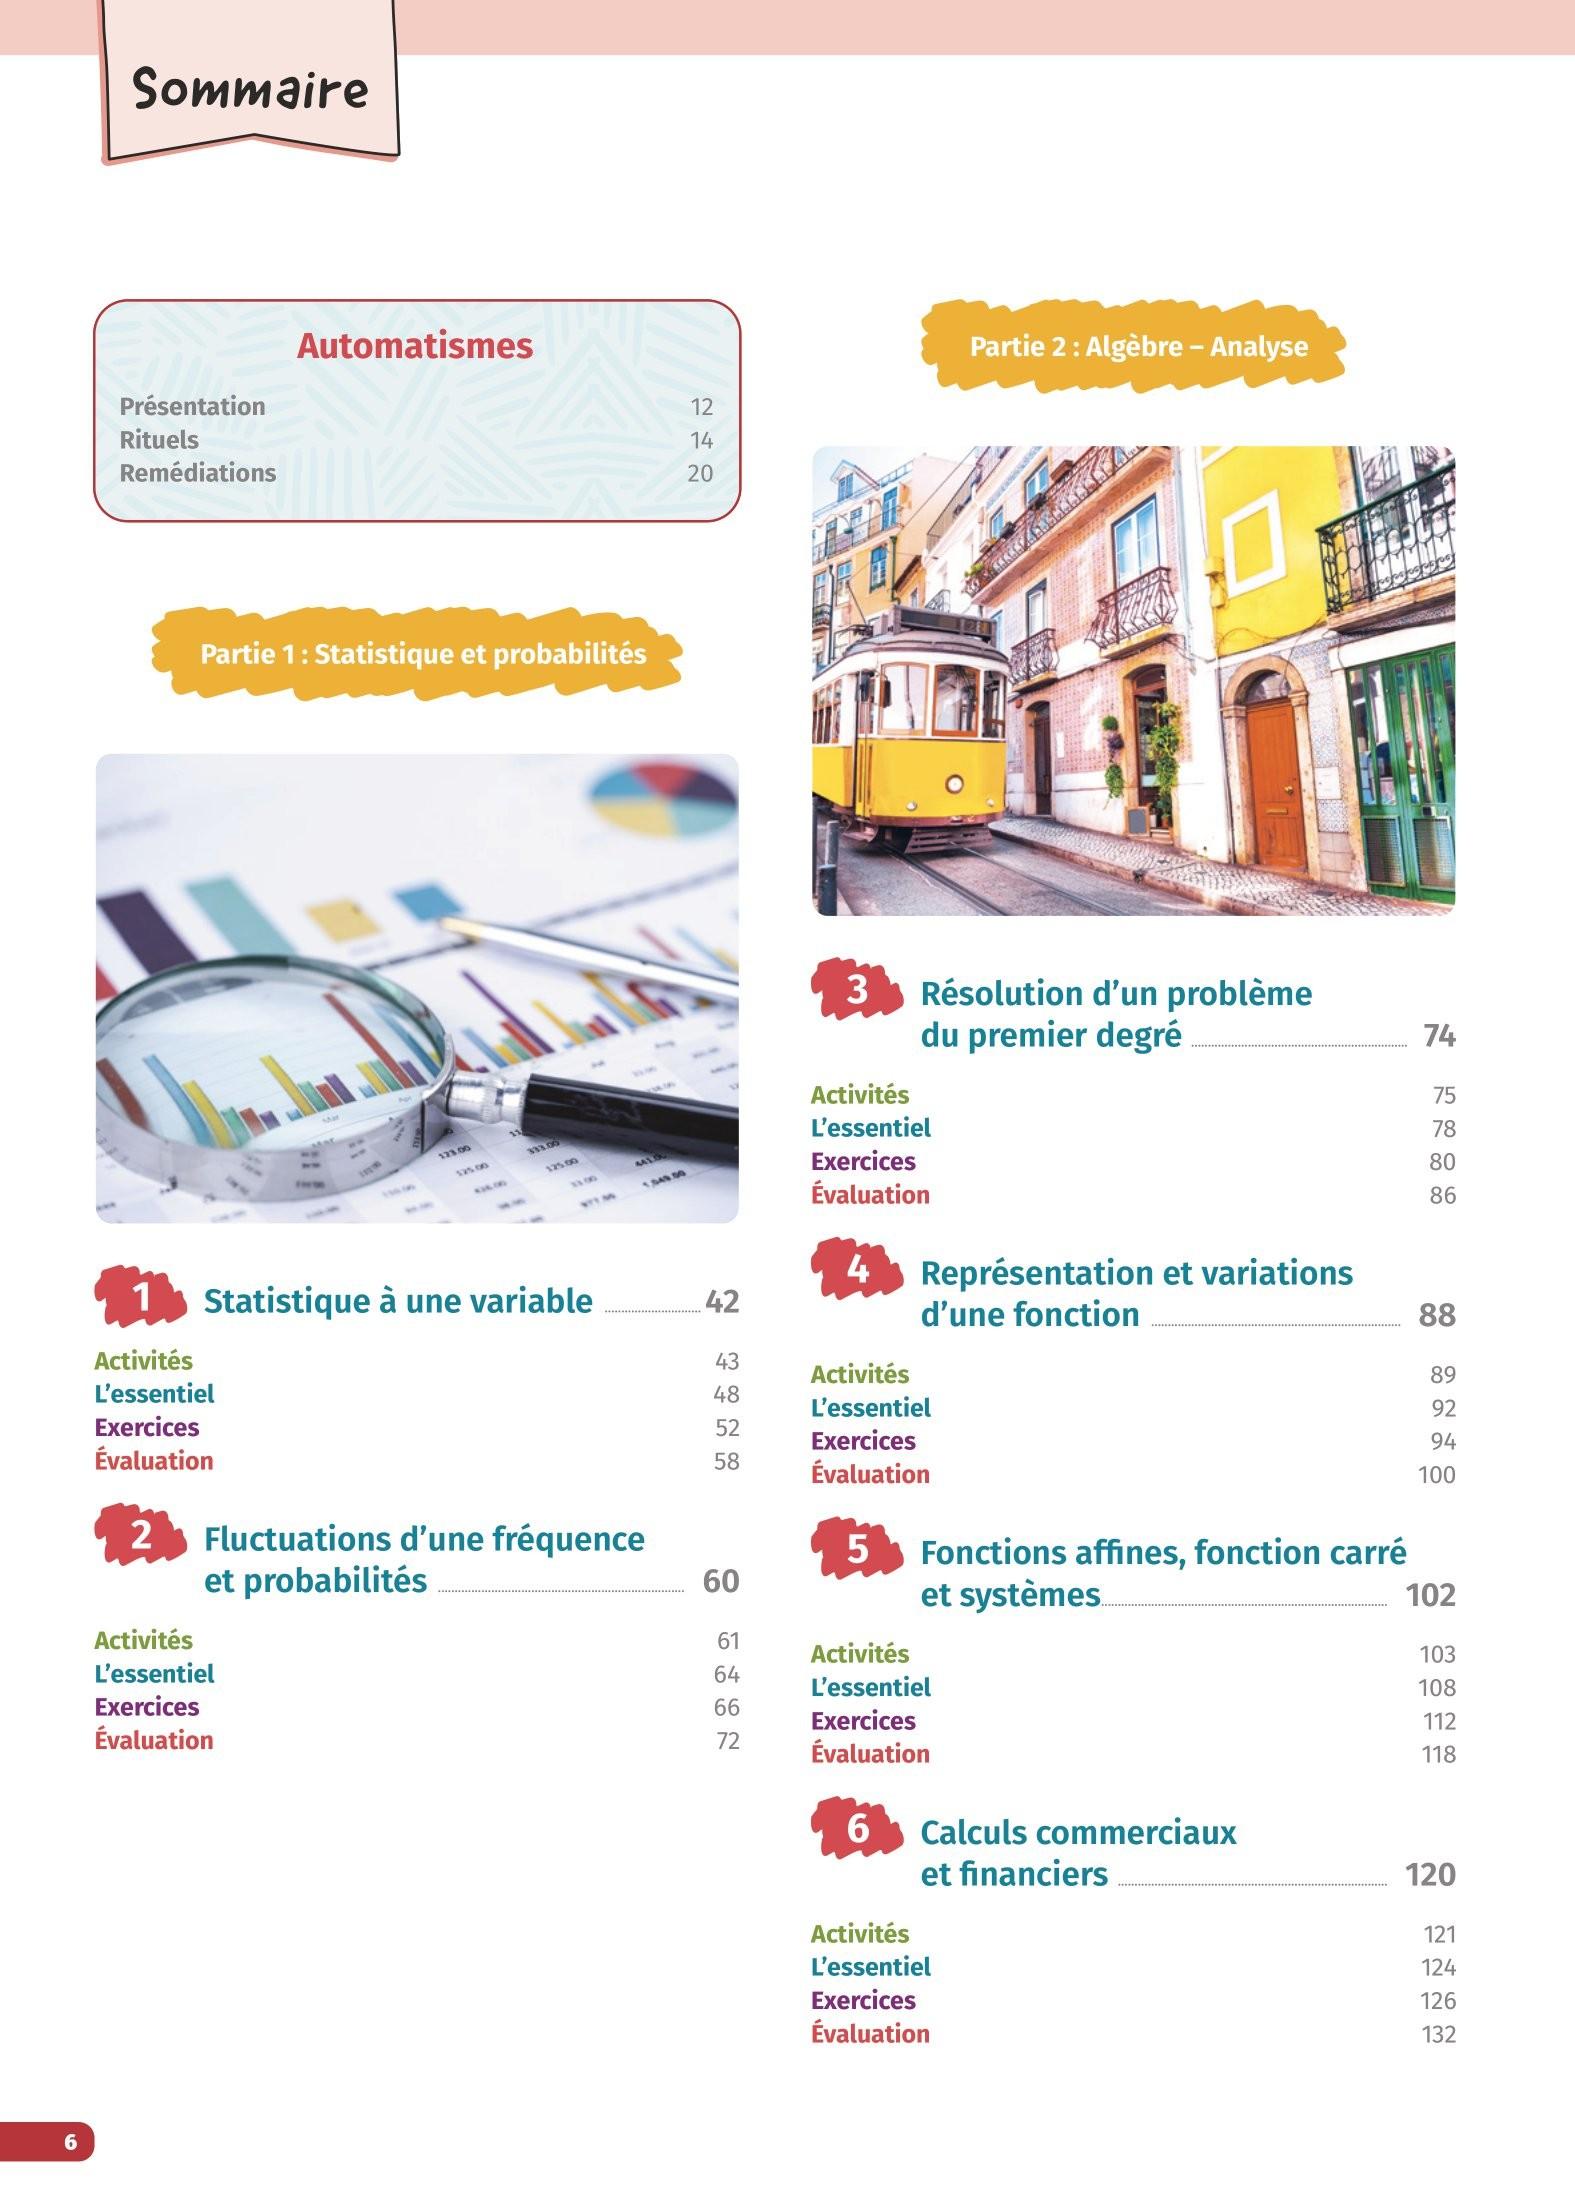 Sommaire
Automatismes
Présentation 12
Rituels 14
Remédiations 20
Partie 1 : Statistique et probabilités
1 Statistique à une variable 42
Activités 43
L’essentiel 48
Exercices 52
Évaluation 58
2 Fluctuations d’une fréquence
et probabilités 60
Activités 61
L’essentiel 64
Exercices 66
Évaluation 72
Partie 2 : Algèbre – Analyse
3 Résolution d’un problème
du premier degré 74
Activités 75
L’essentiel 78
Exercices 80
Évaluation 86
4 Représentation et variations
d’une fonction 88
Activités 89
L’essentiel 92
Exercices 94
Évaluation 100
5 Fonctions affines, fonction carré
et systèmes 102
Activités 103
L’essentiel 108
Exercices 112
Évaluation 118
6 Calculs commerciaux
et financiers 120
Activités 121
L’essentiel 124
Exercices 126
Évaluation 132
6